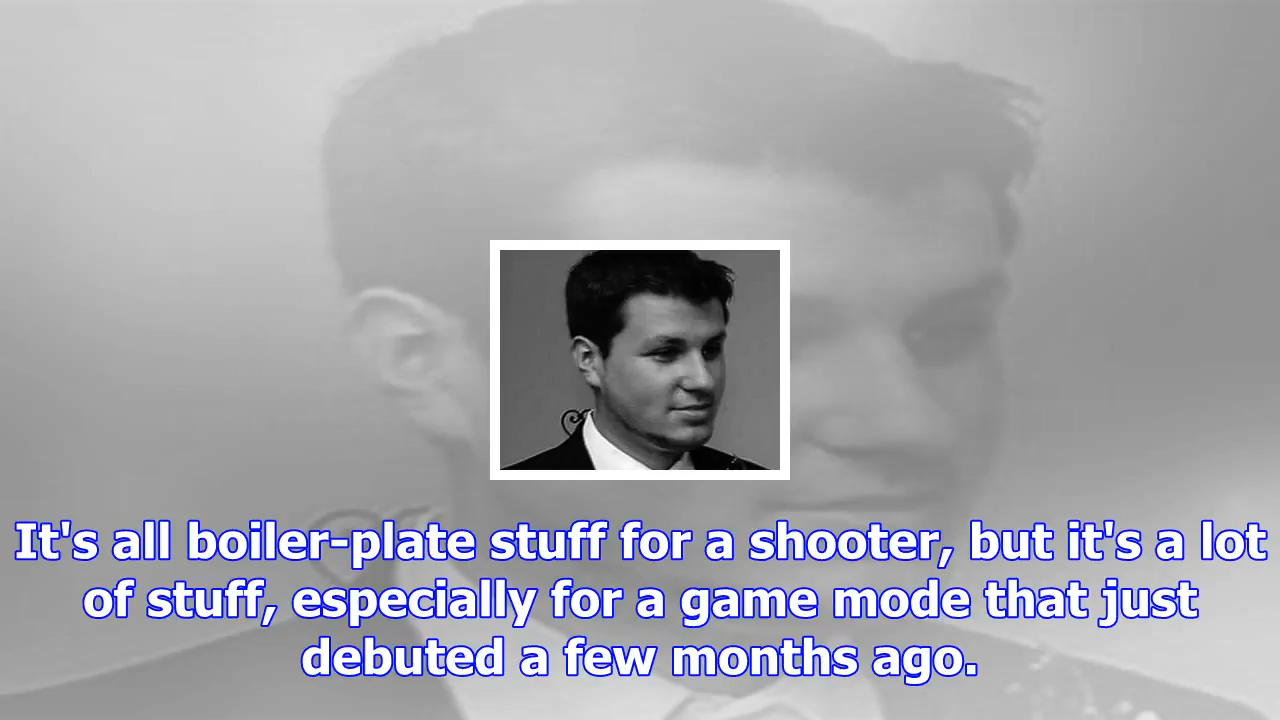 It's all boiler-plate stuff for a shooter, but it's a lot
of stuff, especially for a game mode that just
debuted a few months ago.